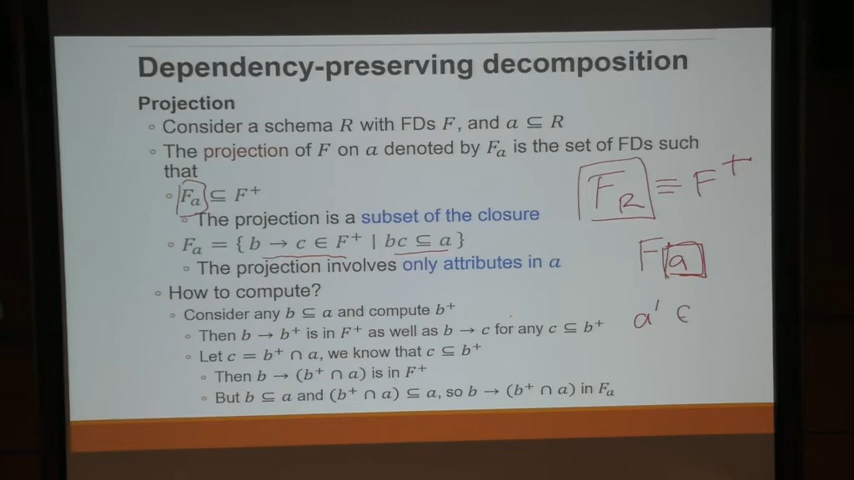 Dependency-preserving decomposition
Projection
◦ Consider a schema R with FDs F, and a ⊆ R
◦ The projection of F on a denoted by Fₐ is the set of FDs such
that
◦ Fₐ ⊆ F⁺
◦ The projection is a subset of the closure
◦ Fₐ = { b → c ∈ F⁺ | bc ⊆ a }
◦ The projection involves only attributes in a
◦ How to compute?
◦ Consider any b ⊆ a and compute b⁺
◦ Then b → b⁺ is in F⁺ as well as b → c for any c ⊆ b⁺
◦ Let c = b⁺ ∩ a, we know that c ⊆ b⁺
◦ Then b → (b⁺ ∩ a) is in F⁺
◦ But b ⊆ a and (b⁺ ∩ a) ⊆ a, so b → (b⁺ ∩ a) in Fₐ
F_R ≡ F⁺
Fₐ
a' ∈